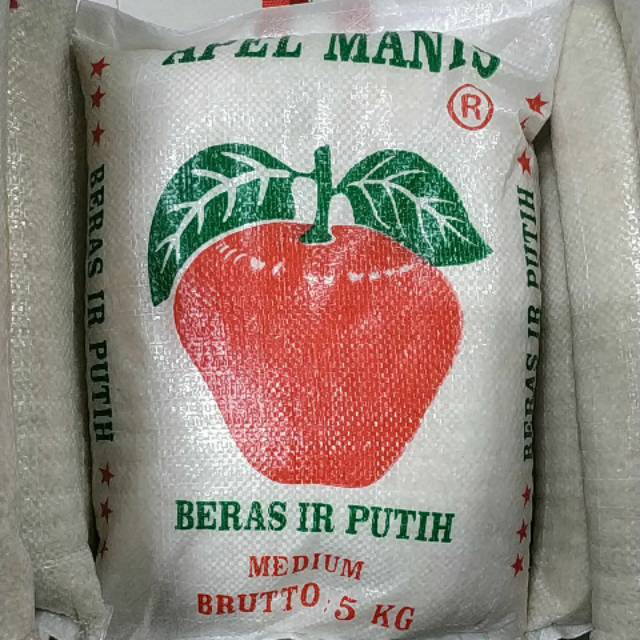 APEL MANIS
®
BERAS IR PUTIH
BERAS IR PUTIH
BERAS IR PUTIH
MEDIUM
BRUTTO : 5 KG